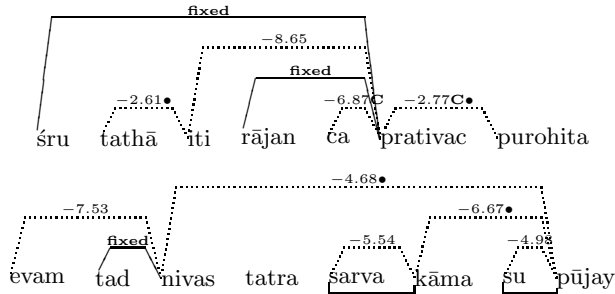 fixed
−8.65
fixed
−2.61• −6.87C −2.77C•
śru tathā iti rājan ca prativac purohita
−4.68•
−7.53 −6.67•
fixed −5.54 −4.98
evam tad nivas tatra sarva kāma su pūjay